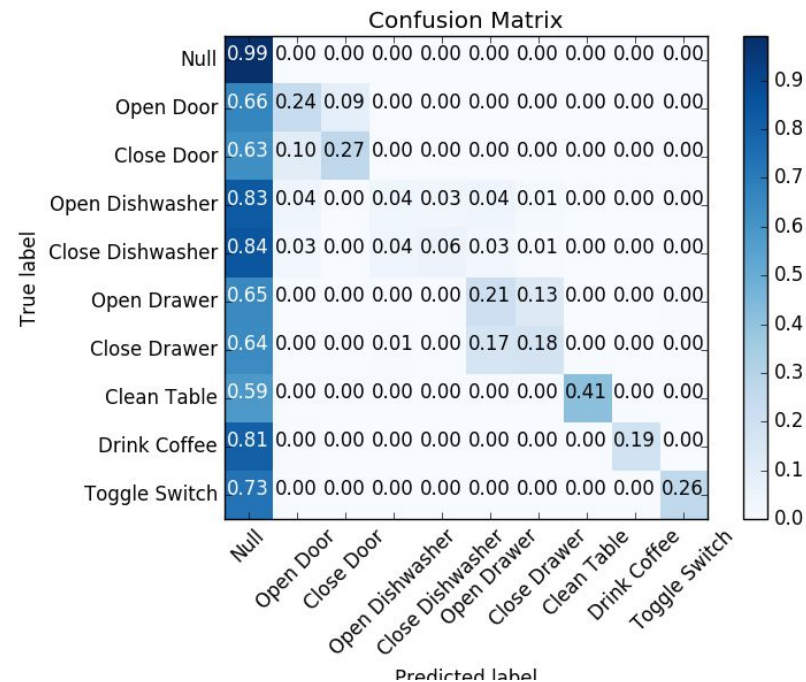 Confusion Matrix
Null 0.99 0.00 0.00 0.00 0.00 0.00 0.00 0.00 0.00 0.00
Open Door 0.66 0.24 0.09 0.00 0.00 0.00 0.00 0.00 0.00 0.00
Close Door 0.63 0.10 0.27 0.00 0.00 0.00 0.00 0.00 0.00 0.00
Open Dishwasher 0.83 0.04 0.00 0.04 0.03 0.04 0.01 0.00 0.00 0.00
Close Dishwasher 0.84 0.03 0.00 0.04 0.06 0.03 0.01 0.00 0.00 0.00
Open Drawer 0.65 0.00 0.00 0.00 0.00 0.21 0.13 0.00 0.00 0.00
Close Drawer 0.64 0.00 0.00 0.01 0.00 0.17 0.18 0.00 0.00 0.00
Clean Table 0.59 0.00 0.00 0.00 0.00 0.00 0.00 0.41 0.00 0.00
Drink Coffee 0.81 0.00 0.00 0.00 0.00 0.00 0.00 0.00 0.19 0.00
Toggle Switch 0.73 0.00 0.00 0.00 0.00 0.00 0.00 0.00 0.00 0.26
True label
Null
Open Door
Close Door
Open Dishwasher
Close Dishwasher
Open Drawer
Close Drawer
Clean Table
Drink Coffee
Toggle Switch
Predicted label
0.9
0.8
0.7
0.6
0.5
0.4
0.3
0.2
0.1
0.0